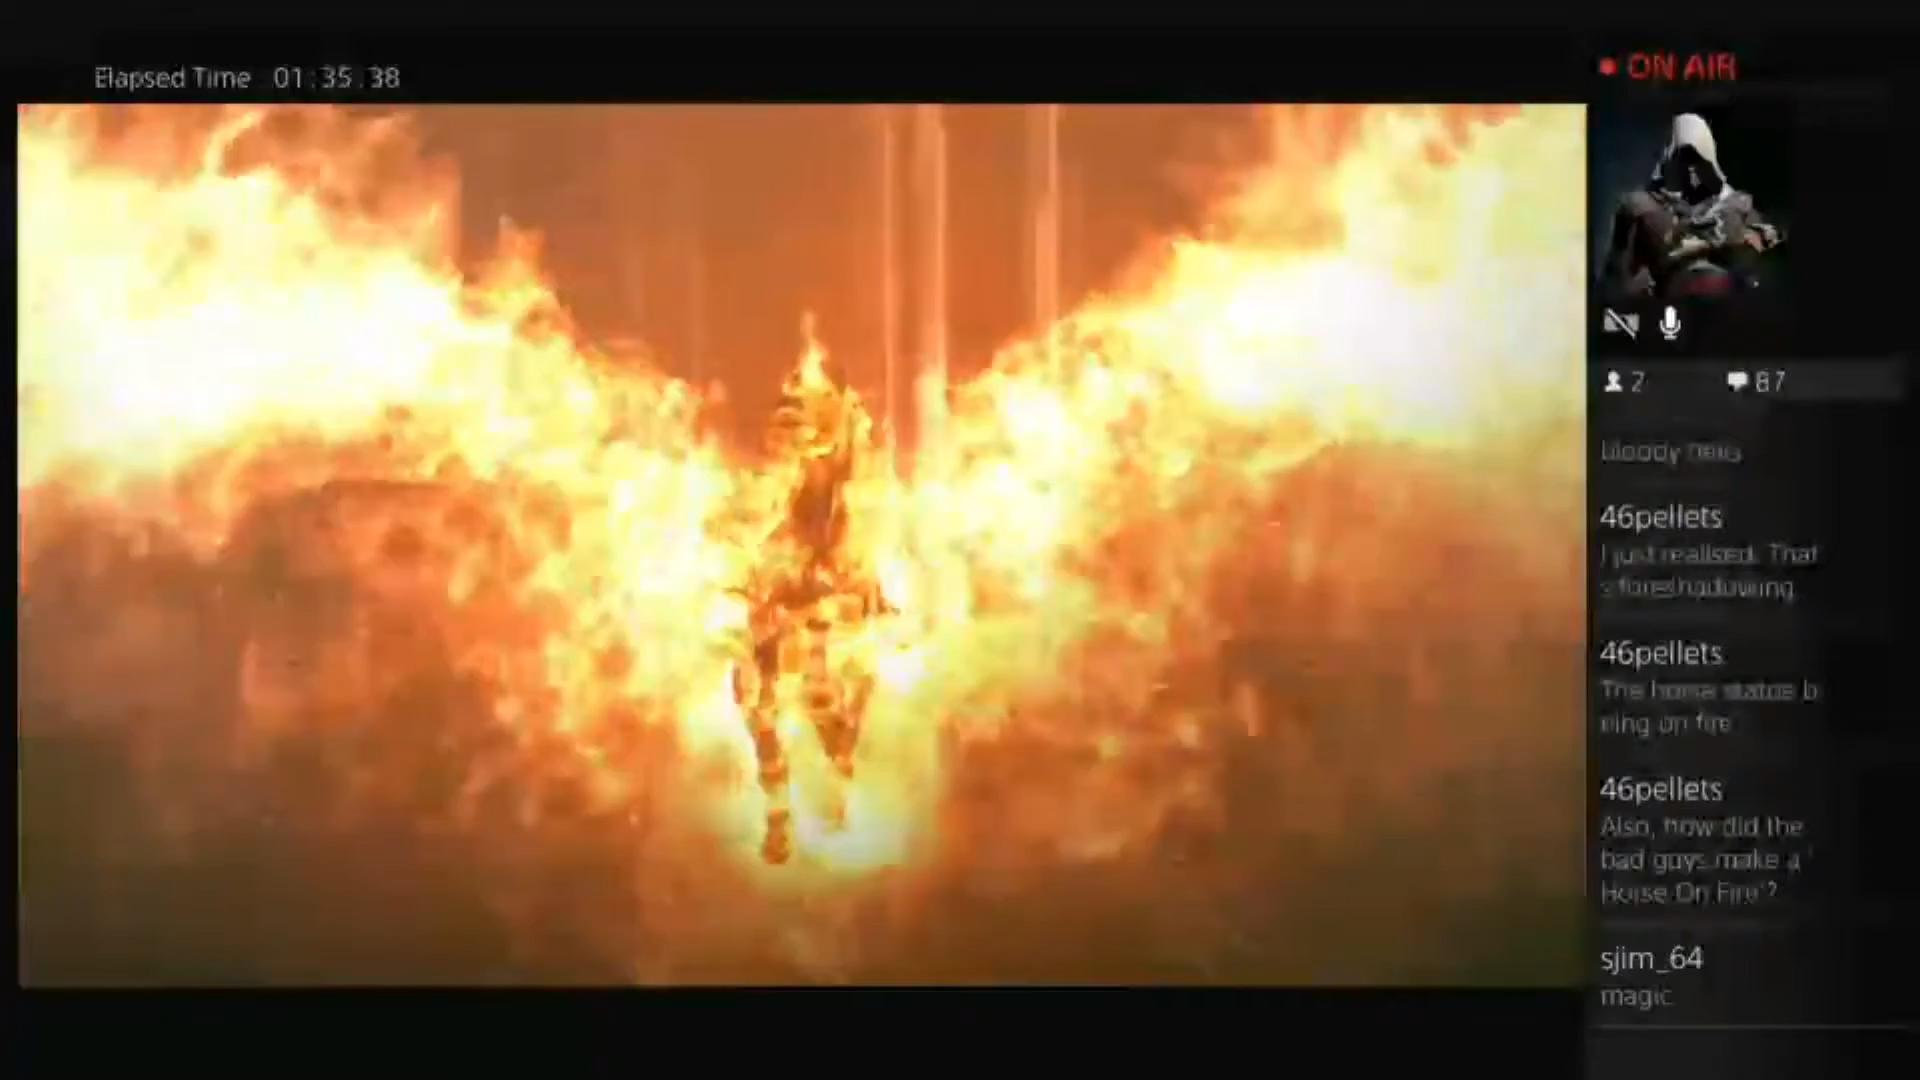 Elapsed Time 01:35:38
ON AIR
2 87
bloody
46pellets
I just realised. That
s foreshadowing
46pellets
The horse statue b
eing on fire
46pellets
Also, how did the
bad guys make a '
Horse On Fire'?
sjim_64
magic